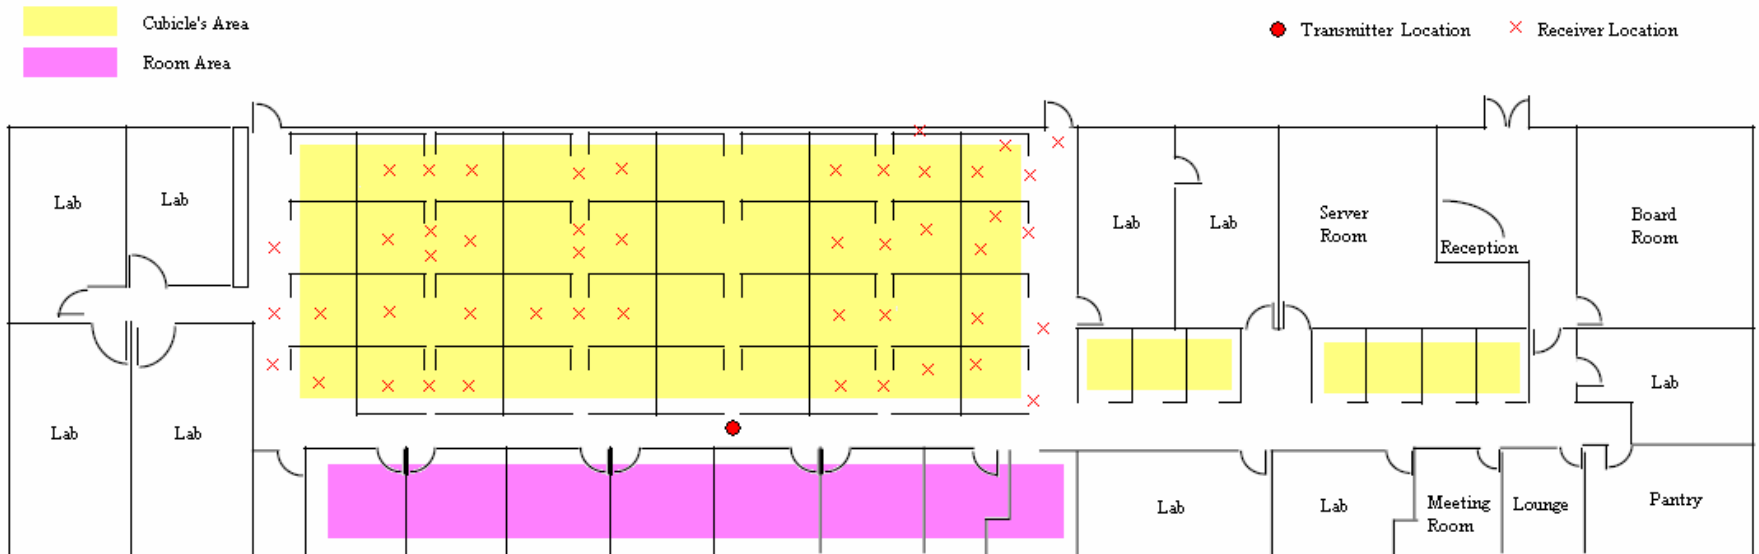 Cubicle's Area
Room Area
Transmitter Location
Receiver Location
Lab
Lab
Lab
Lab
Server
Room
Reception
Board
Room
Lab
Lab
Lab
Lab
Lab
Meeting
Room
Lounge
Pantry